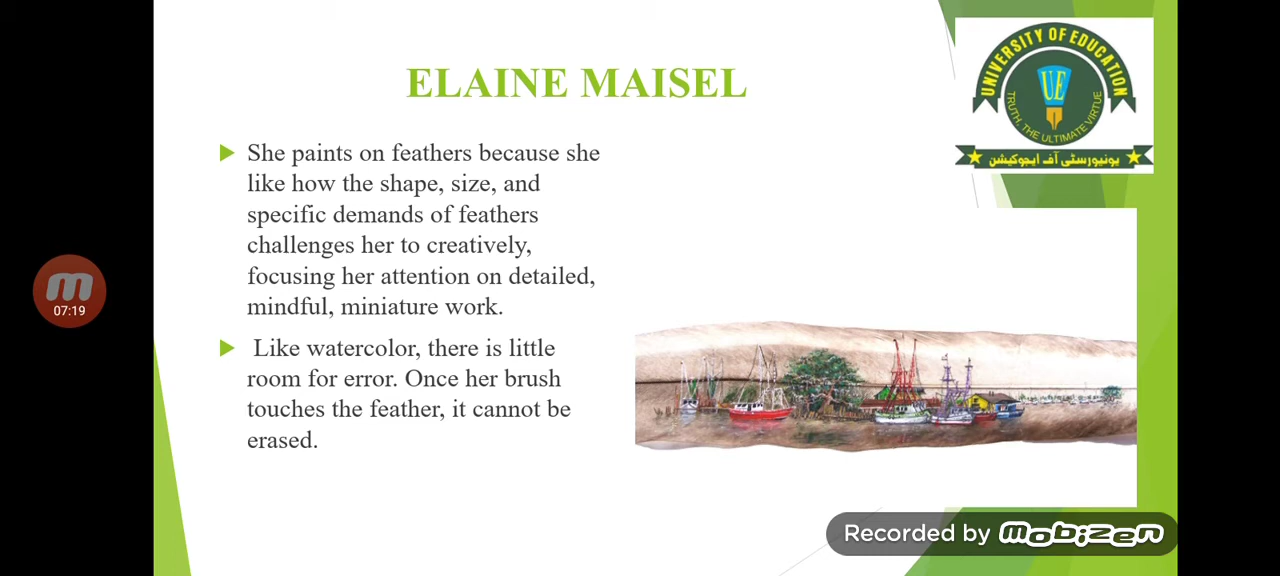 ELAINE MAISEL
UNIVERSITY OF EDUCATION
UE
TRUTH, THE ULTIMATE VIRTUE
یونیورسٹی آف ایجوکیشن
She paints on feathers because she
like how the shape, size, and
specific demands of feathers
challenges her to creatively,
focusing her attention on detailed,
mindful, miniature work.
Like watercolor, there is little
room for error. Once her brush
touches the feather, it cannot be
erased.
m
07:19
Recorded by mobizen